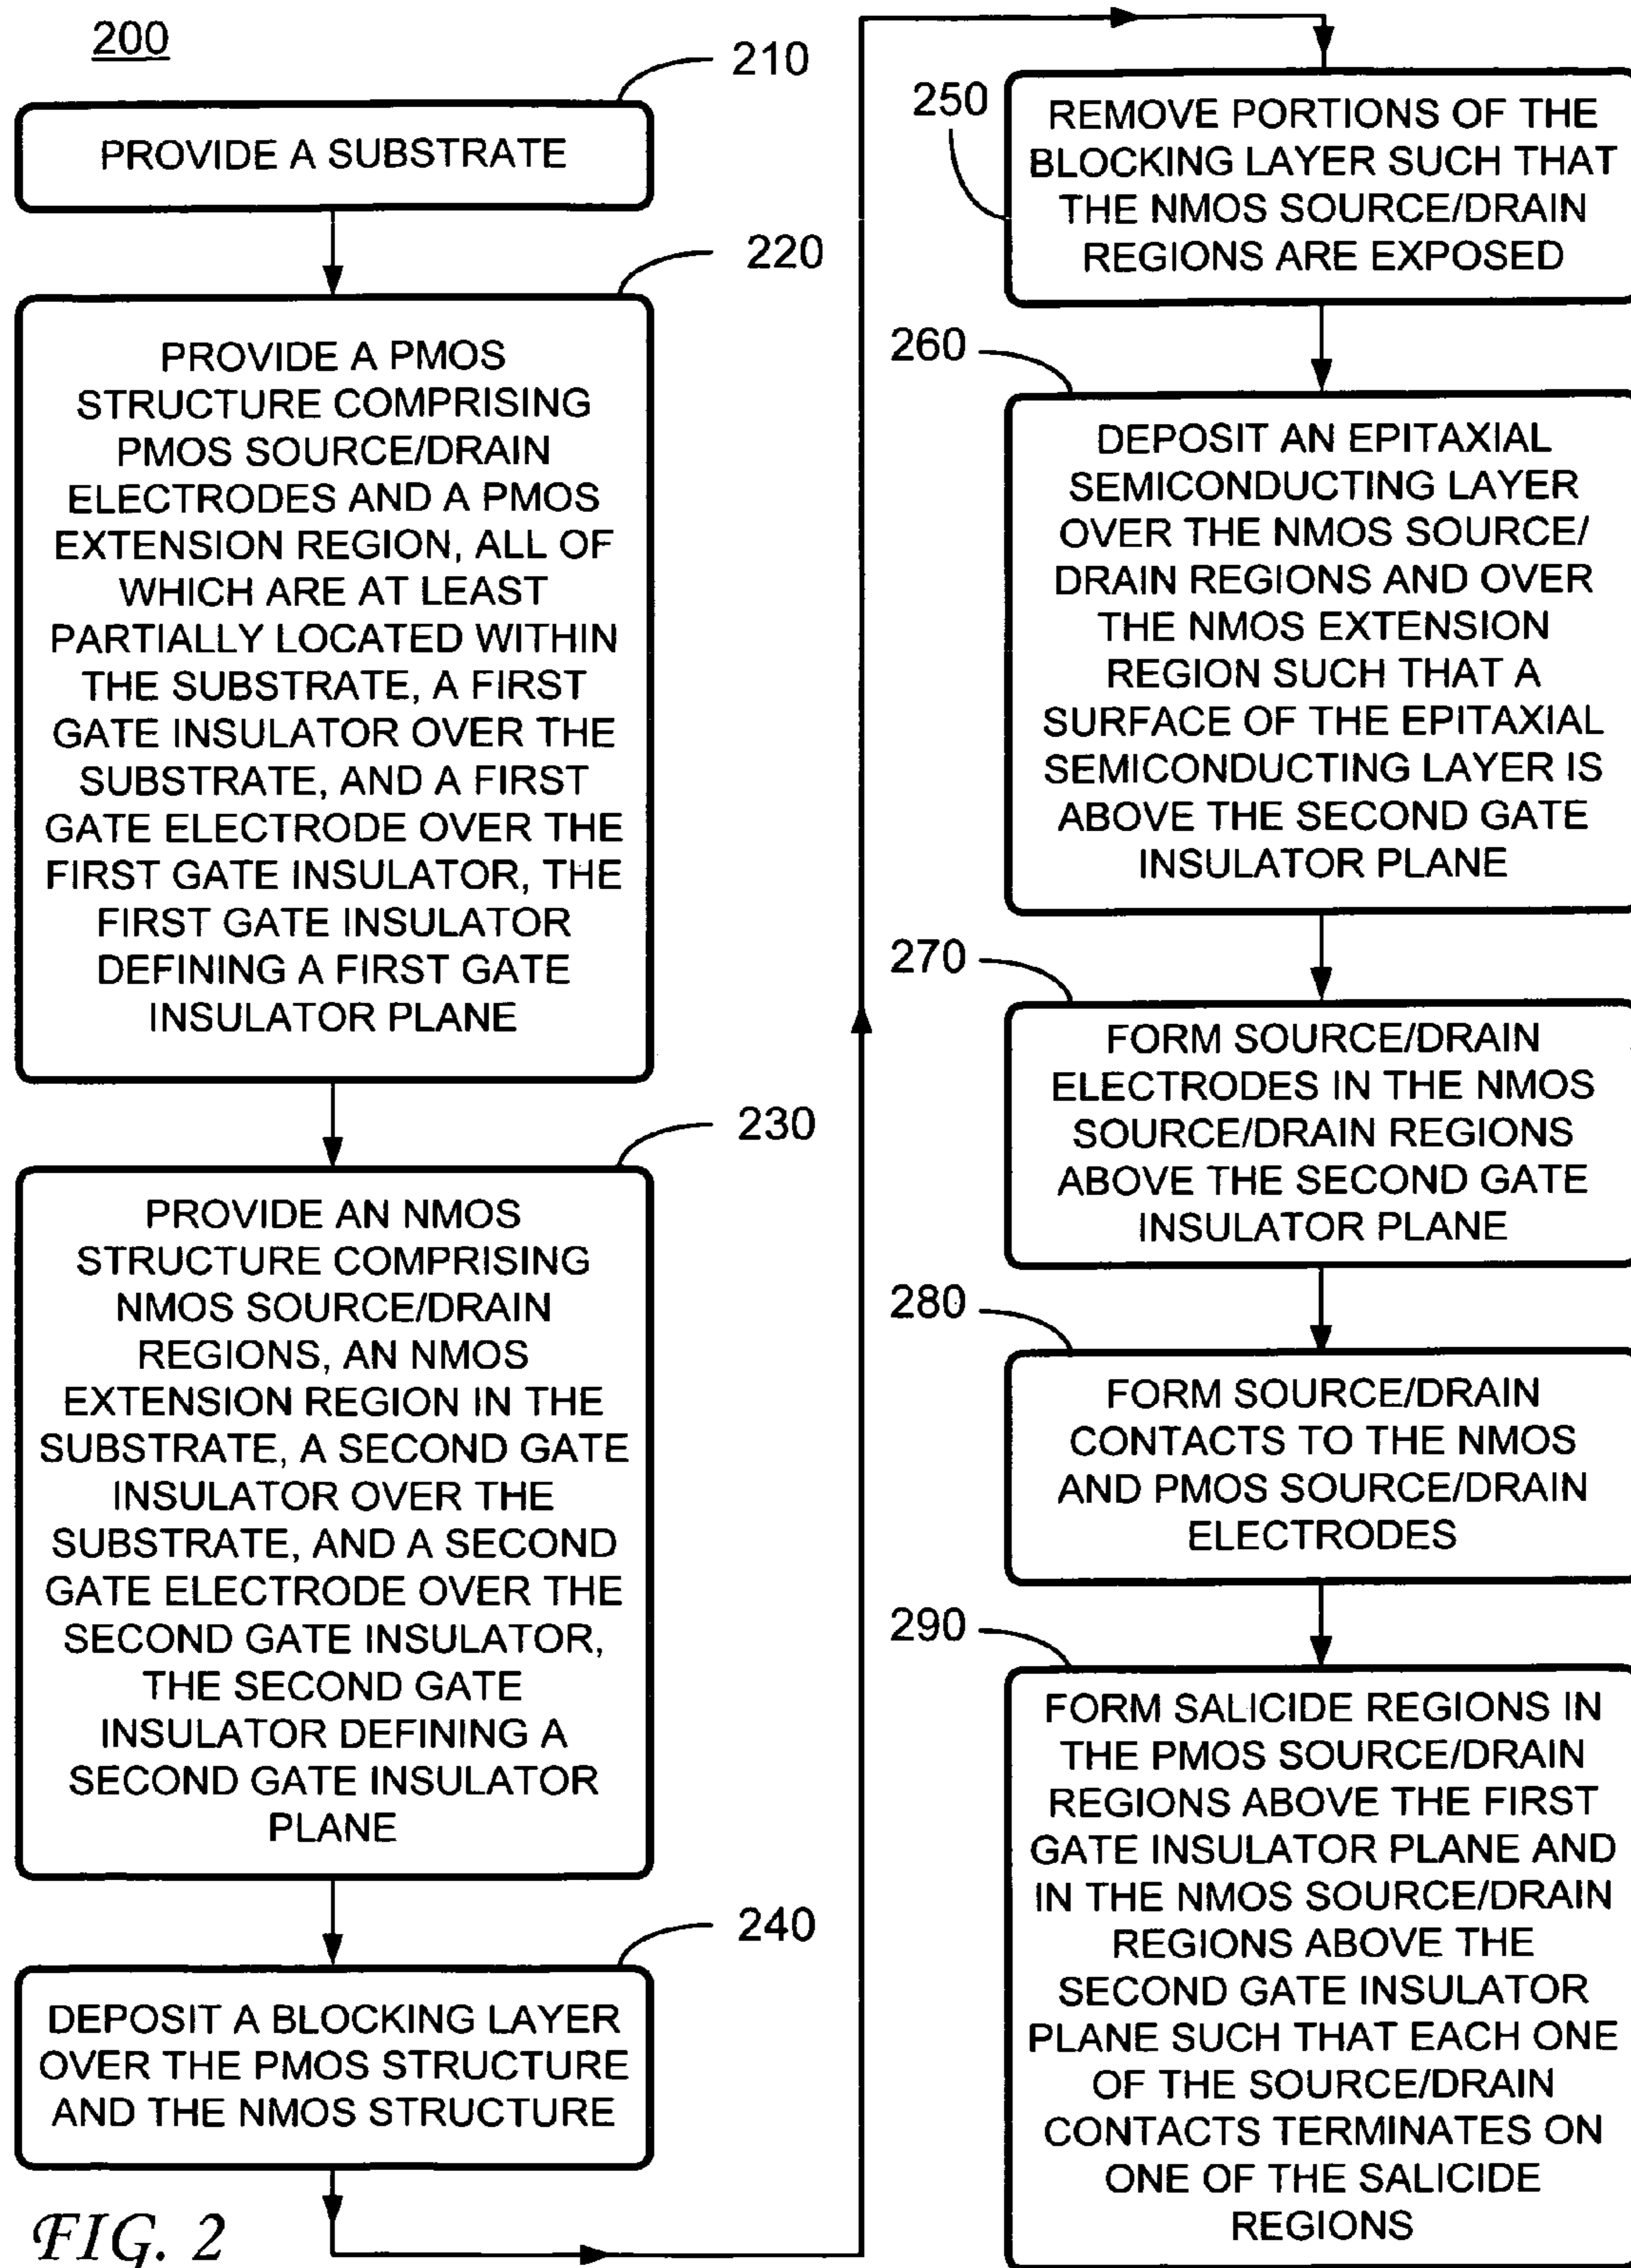 200
210
PROVIDE A SUBSTRATE
220
PROVIDE A PMOS
STRUCTURE COMPRISING
PMOS SOURCE/DRAIN
ELECTRODES AND A PMOS
EXTENSION REGION, ALL OF
WHICH ARE AT LEAST
PARTIALLY LOCATED WITHIN
THE SUBSTRATE, A FIRST
GATE INSULATOR OVER THE
SUBSTRATE, AND A FIRST
GATE ELECTRODE OVER THE
FIRST GATE INSULATOR, THE
FIRST GATE INSULATOR
DEFINING A FIRST GATE
INSULATOR PLANE
230
PROVIDE AN NMOS
STRUCTURE COMPRISING
NMOS SOURCE/DRAIN
REGIONS, AN NMOS
EXTENSION REGION IN THE
SUBSTRATE, A SECOND GATE
INSULATOR OVER THE
SUBSTRATE, AND A SECOND
GATE ELECTRODE OVER THE
SECOND GATE INSULATOR,
THE SECOND GATE
INSULATOR DEFINING A
SECOND GATE INSULATOR
PLANE
240
DEPOSIT A BLOCKING LAYER
OVER THE PMOS STRUCTURE
AND THE NMOS STRUCTURE
FIG. 2
250
REMOVE PORTIONS OF THE
BLOCKING LAYER SUCH THAT
THE NMOS SOURCE/DRAIN
REGIONS ARE EXPOSED
260
DEPOSIT AN EPITAXIAL
SEMICONDUCTING LAYER
OVER THE NMOS SOURCE/
DRAIN REGIONS AND OVER
THE NMOS EXTENSION
REGION SUCH THAT A
SURFACE OF THE EPITAXIAL
SEMICONDUCTING LAYER IS
ABOVE THE SECOND GATE
INSULATOR PLANE
270
FORM SOURCE/DRAIN
ELECTRODES IN THE NMOS
SOURCE/DRAIN REGIONS
ABOVE THE SECOND GATE
INSULATOR PLANE
280
FORM SOURCE/DRAIN
CONTACTS TO THE NMOS
AND PMOS SOURCE/DRAIN
ELECTRODES
290
FORM SALICIDE REGIONS IN
THE PMOS SOURCE/DRAIN
REGIONS ABOVE THE FIRST
GATE INSULATOR PLANE AND
IN THE NMOS SOURCE/DRAIN
REGIONS ABOVE THE
SECOND GATE INSULATOR
PLANE SUCH THAT EACH ONE
OF THE SOURCE/DRAIN
CONTACTS TERMINATES ON
ONE OF THE SALICIDE
REGIONS